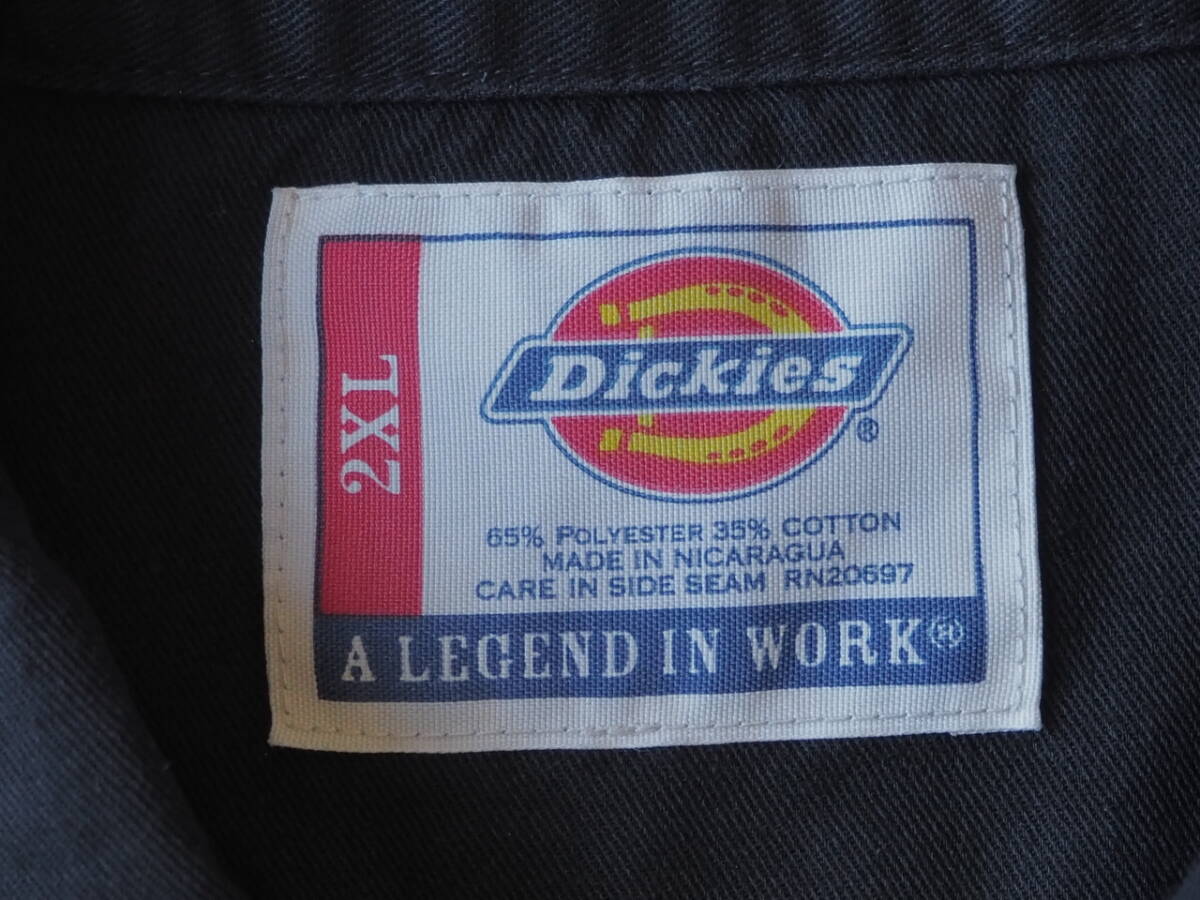 2XL
Dickies®
65% POLYESTER 35% COTTON
MADE IN NICARAGUA
CARE IN SIDE SEAM RN20697
A LEGEND IN WORK®